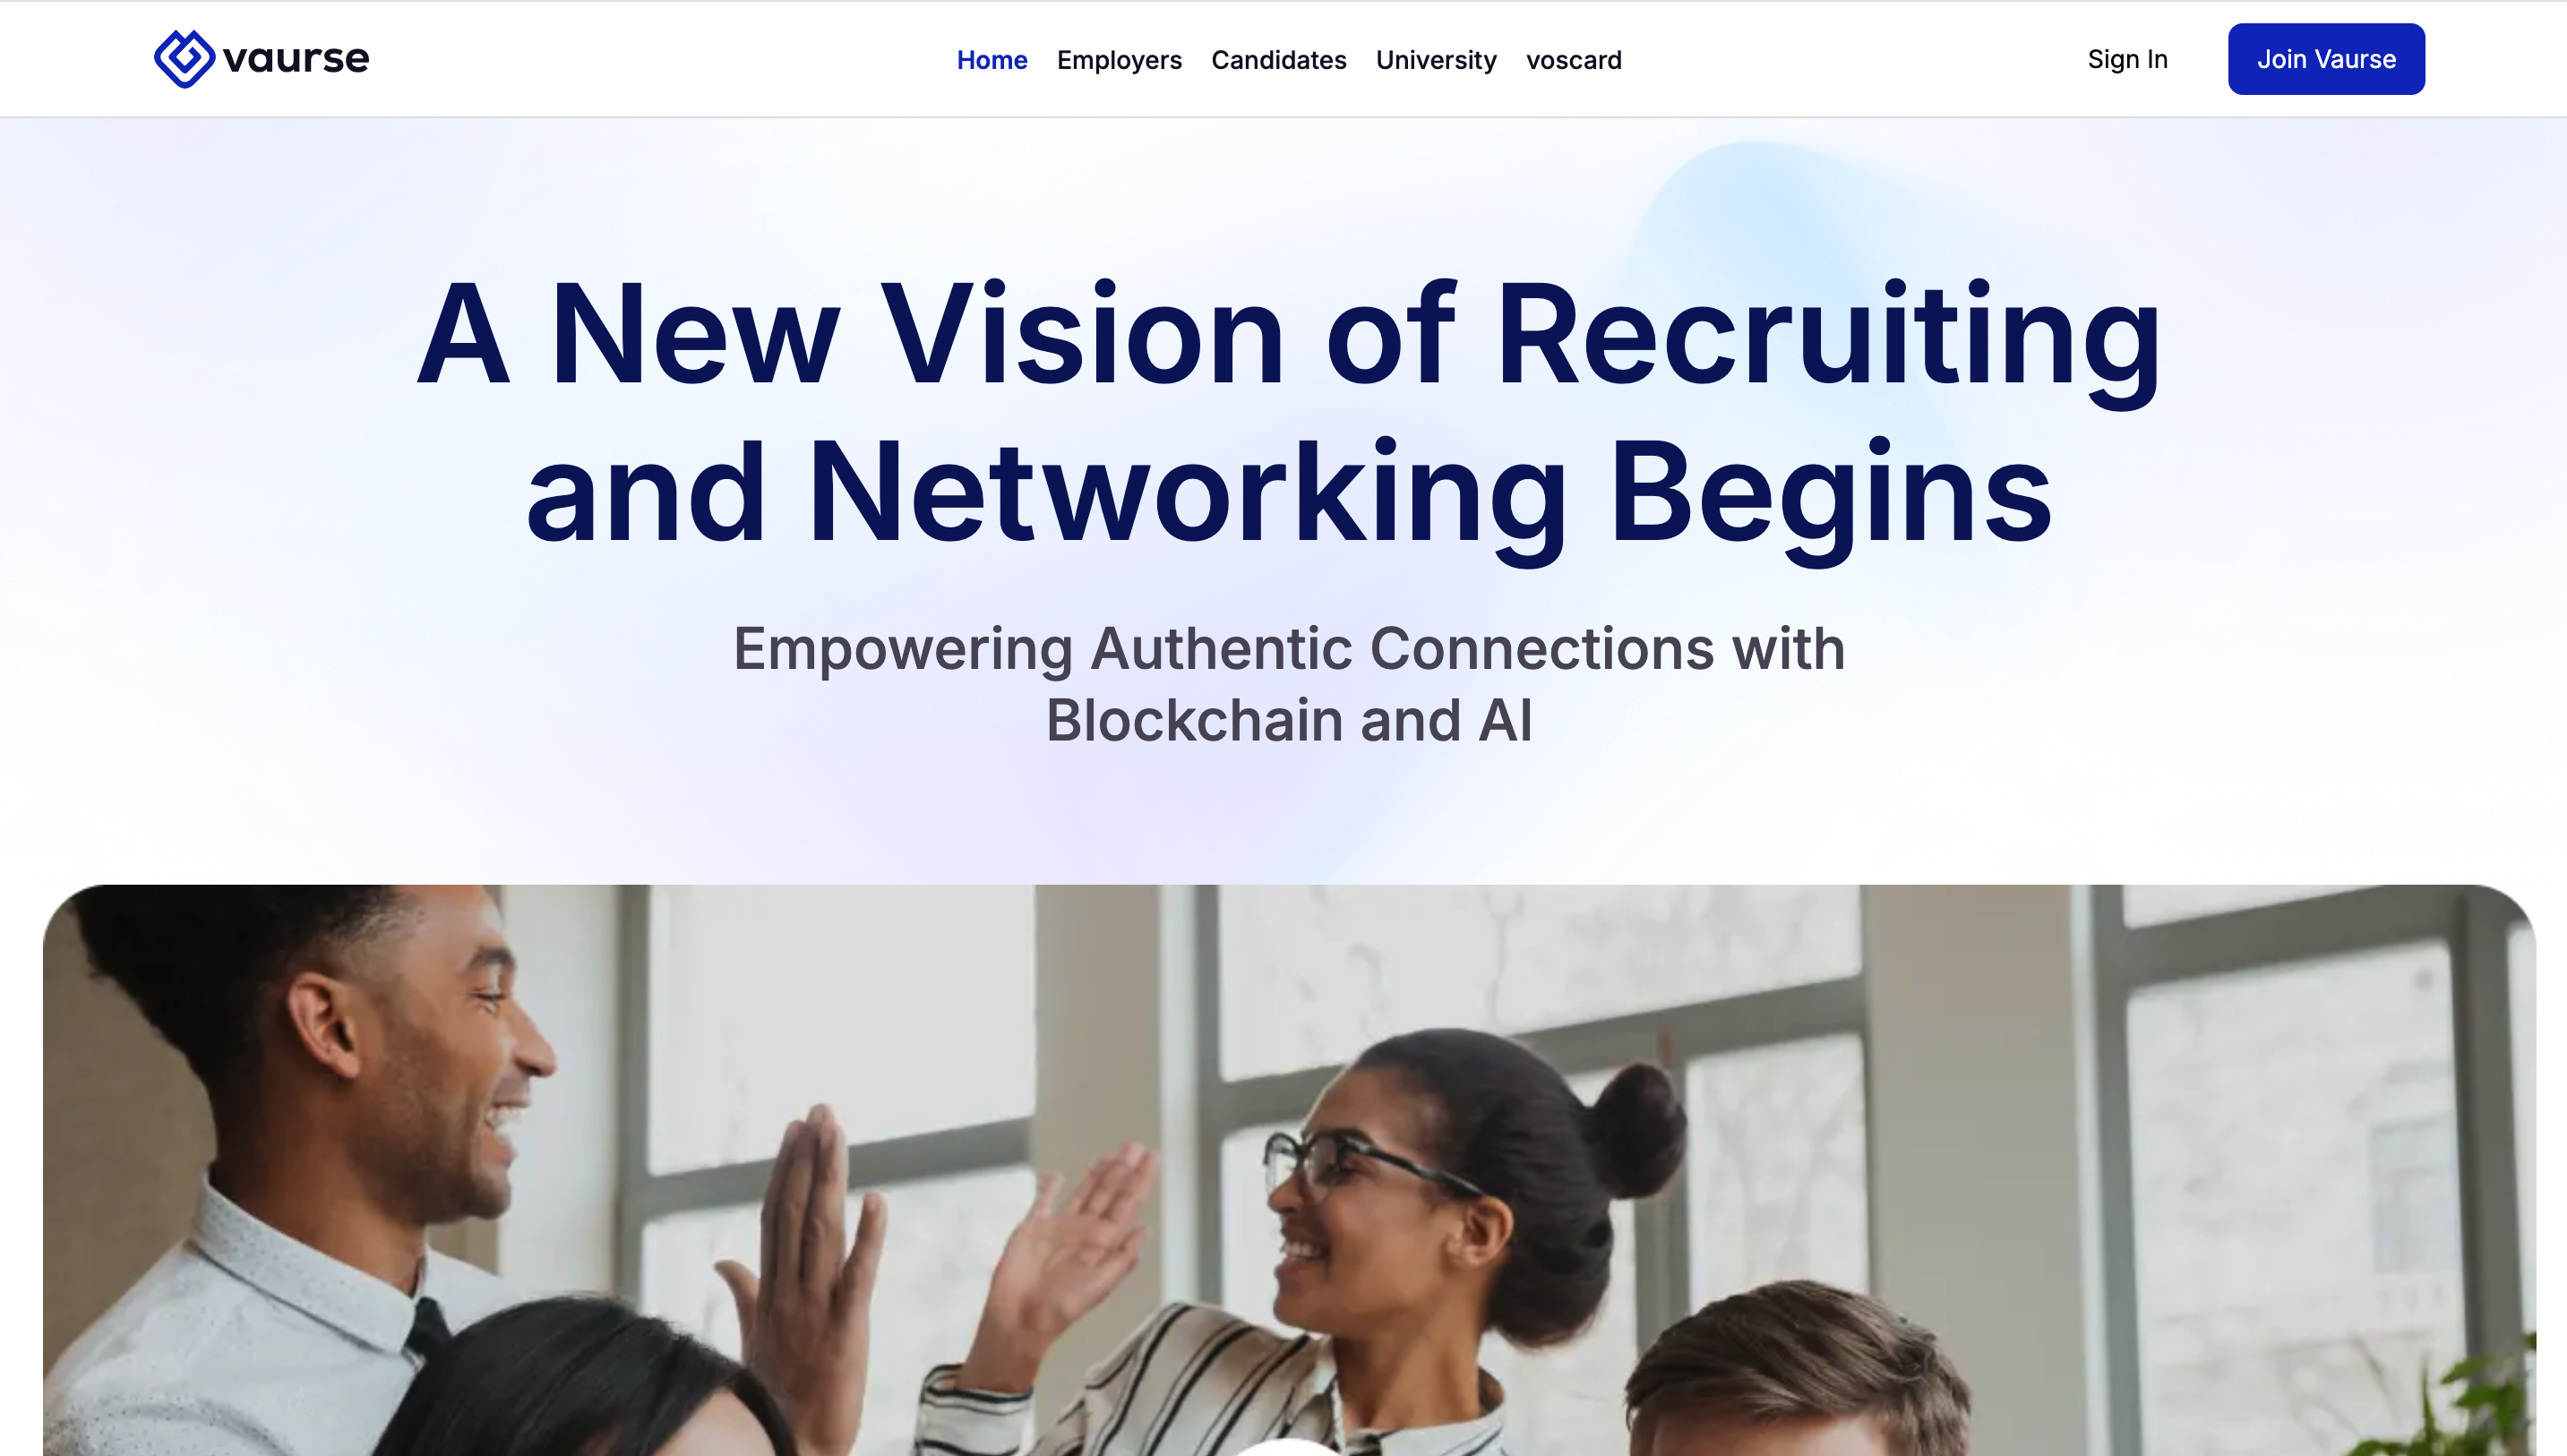 vaurse
Home Employers Candidates University voscard
Sign In
Join Vaurse
A New Vision of Recruiting
and Networking Begins
Empowering Authentic Connections with
Blockchain and AI